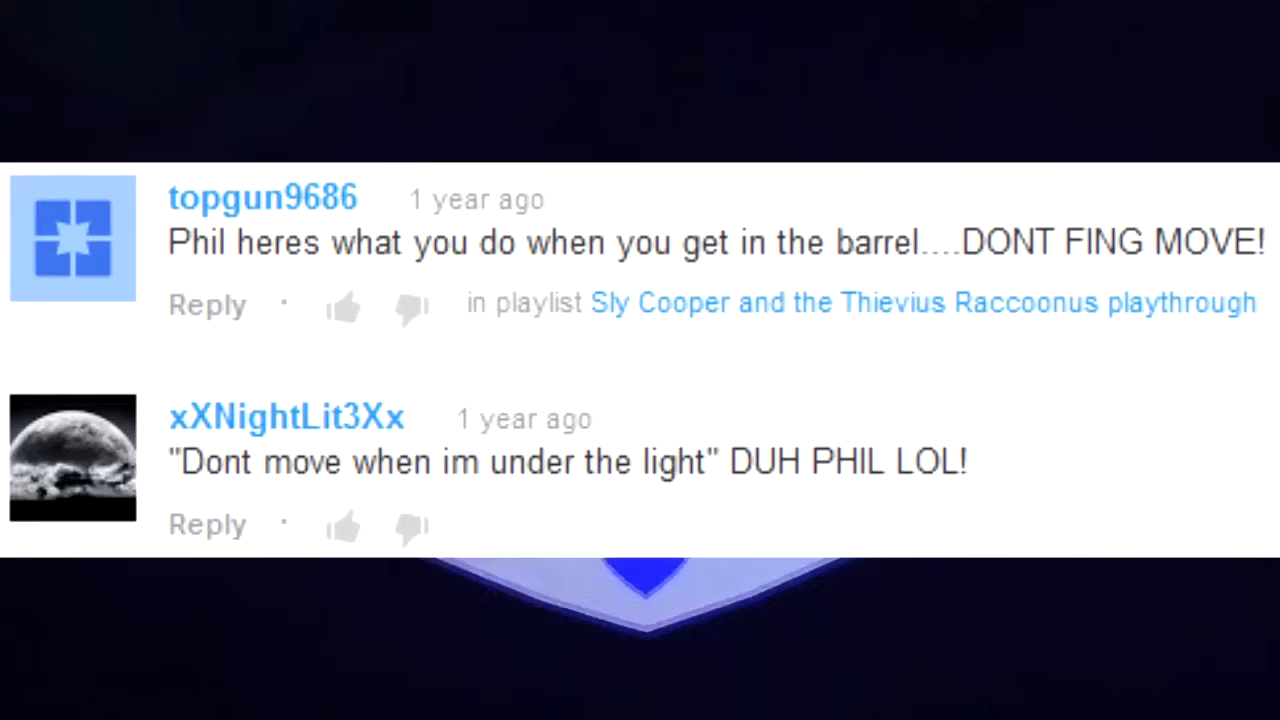 topgun9686 1 year ago
Phil heres what you do when you get in the barrel....DONT FING MOVE!
Reply · in playlist Sly Cooper and the Thievius Raccoonus playthrough
xXNightLit3Xx 1 year ago
"Dont move when im under the light" DUH PHIL LOL!
Reply ·